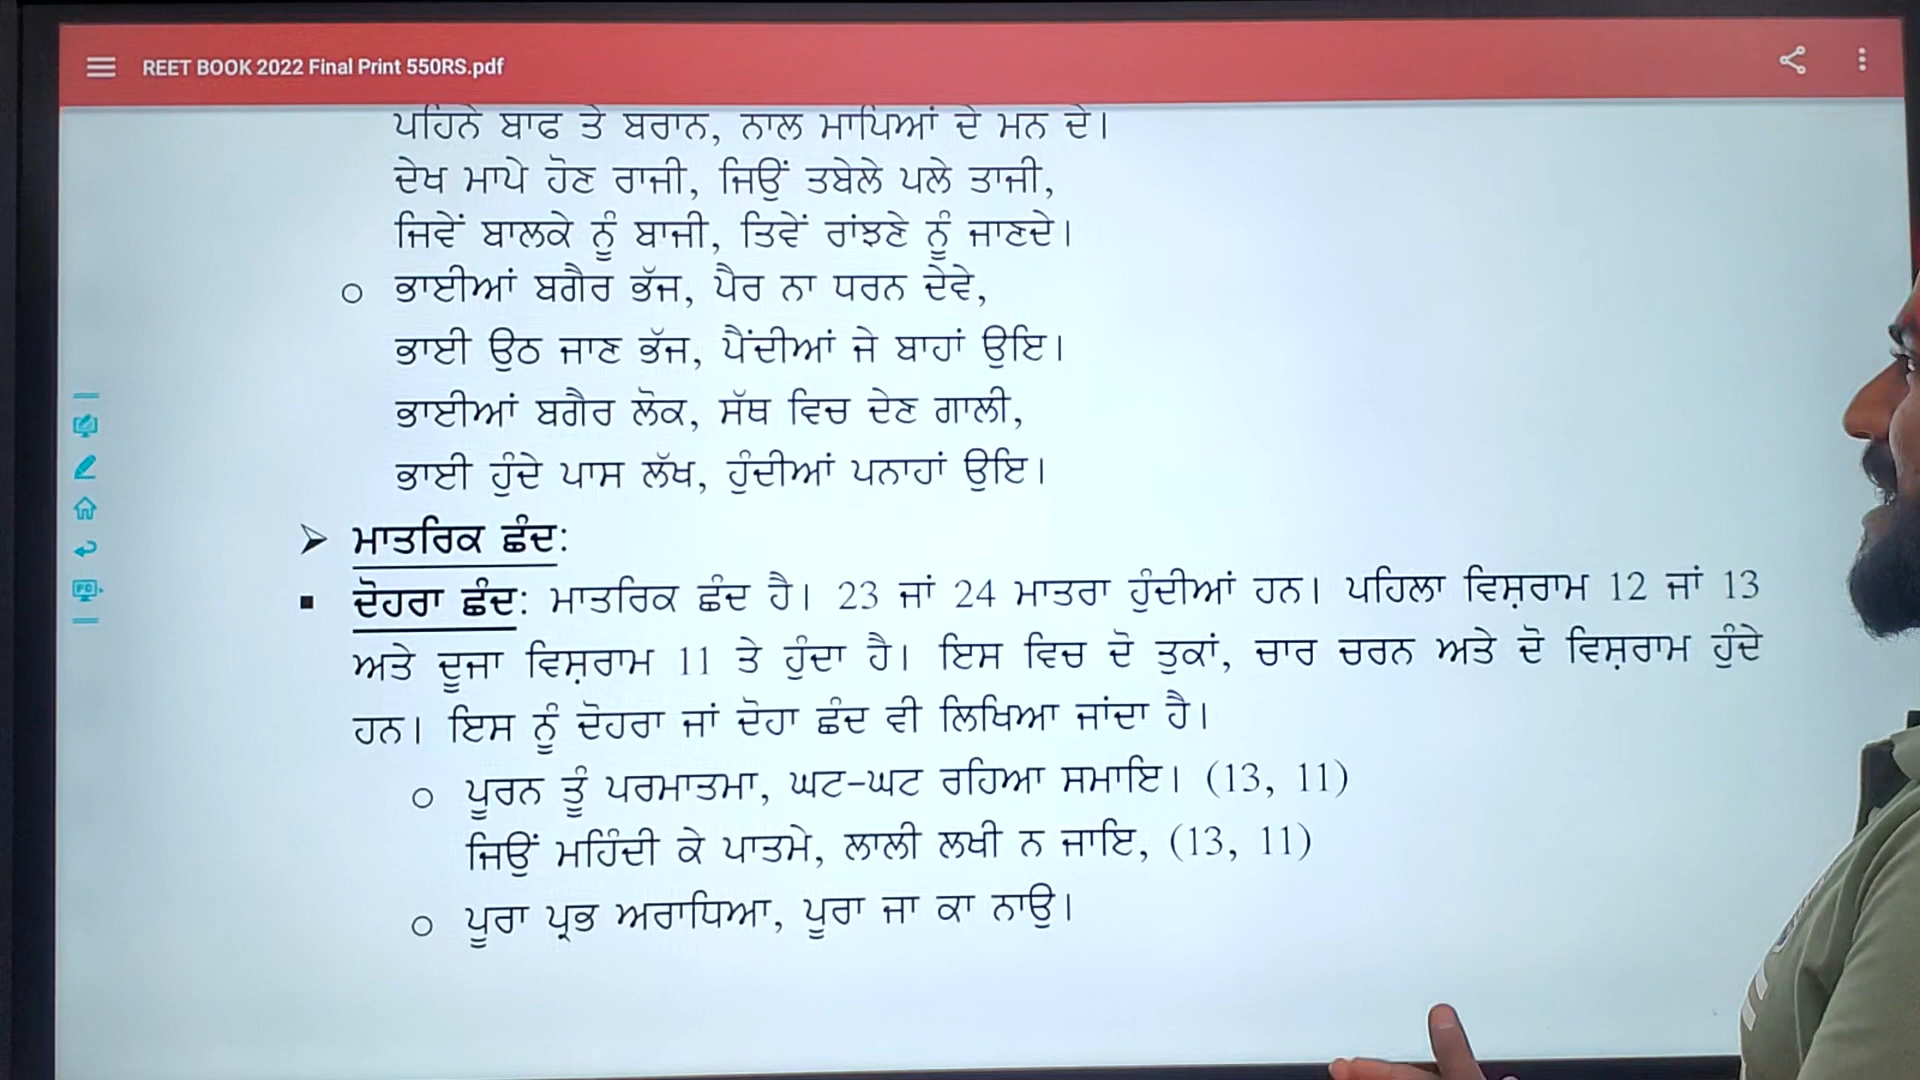 REET BOOK 2022 Final Print 550RS.pdf
ਪਹਿਨੇ ਬਾਫ ਤੇ ਬਰਾਨ, ਨਾਲ ਮਾਪਿਆਂ ਦੇ ਮਨ ਦੇ।
ਦੇਖ ਮਾਪੇ ਹੋਣ ਰਾਜੀ, ਜਿਉਂ ਤਬੇਲੇ ਪਲੇ ਤਾਜੀ,
ਜਿਵੇਂ ਬਾਲਕੇ ਨੂੰ ਬਾਜੀ, ਤਿਵੇਂ ਰਾਂਝਣੇ ਨੂੰ ਜਾਣਦੇ।
○ ਭਾਈਆਂ ਬਗੈਰ ਭੱਜ, ਪੈਰ ਨਾ ਧਰਨ ਦੇਵੇ,
ਭਾਈ ਉਠ ਜਾਣ ਭੱਜ, ਪੈਂਦੀਆਂ ਜੇ ਬਾਹਾਂ ਉਇ।
ਭਾਈਆਂ ਬਗੈਰ ਲੋਕ, ਸੱਥ ਵਿਚ ਦੇਣ ਗਾਲੀ,
ਭਾਈ ਹੁੰਦੇ ਪਾਸ ਲੱਖ, ਹੁੰਦੀਆਂ ਪਨਾਹਾਂ ਉਇ।
➢ ਮਾਤਰਿਕ ਛੰਦ:
▪ ਦੋਹਰਾ ਛੰਦ: ਮਾਤਰਿਕ ਛੰਦ ਹੈ। 23 ਜਾਂ 24 ਮਾਤਰਾ ਹੁੰਦੀਆਂ ਹਨ। ਪਹਿਲਾ ਵਿਸ਼ਰਾਮ 12 ਜਾਂ 13
ਅਤੇ ਦੂਜਾ ਵਿਸ਼ਰਾਮ 11 ਤੇ ਹੁੰਦਾ ਹੈ। ਇਸ ਵਿਚ ਦੋ ਤੁਕਾਂ, ਚਾਰ ਚਰਨ ਅਤੇ ਦੋ ਵਿਸ਼ਰਾਮ ਹੁੰਦੇ
ਹਨ। ਇਸ ਨੂੰ ਦੋਹਰਾ ਜਾਂ ਦੋਹਾ ਛੰਦ ਵੀ ਲਿਖਿਆ ਜਾਂਦਾ ਹੈ।
○ ਪੂਰਨ ਤੂੰ ਪਰਮਾਤਮਾ, ਘਟ-ਘਟ ਰਹਿਆ ਸਮਾਇ। (13, 11)
ਜਿਉਂ ਮਹਿੰਦੀ ਕੇ ਪਾਤਮੇ, ਲਾਲੀ ਲਖੀ ਨ ਜਾਇ, (13, 11)
○ ਪੂਰਾ ਪ੍ਰਭ ਅਰਾਧਿਆ, ਪੂਰਾ ਜਾ ਕਾ ਨਾਉ।